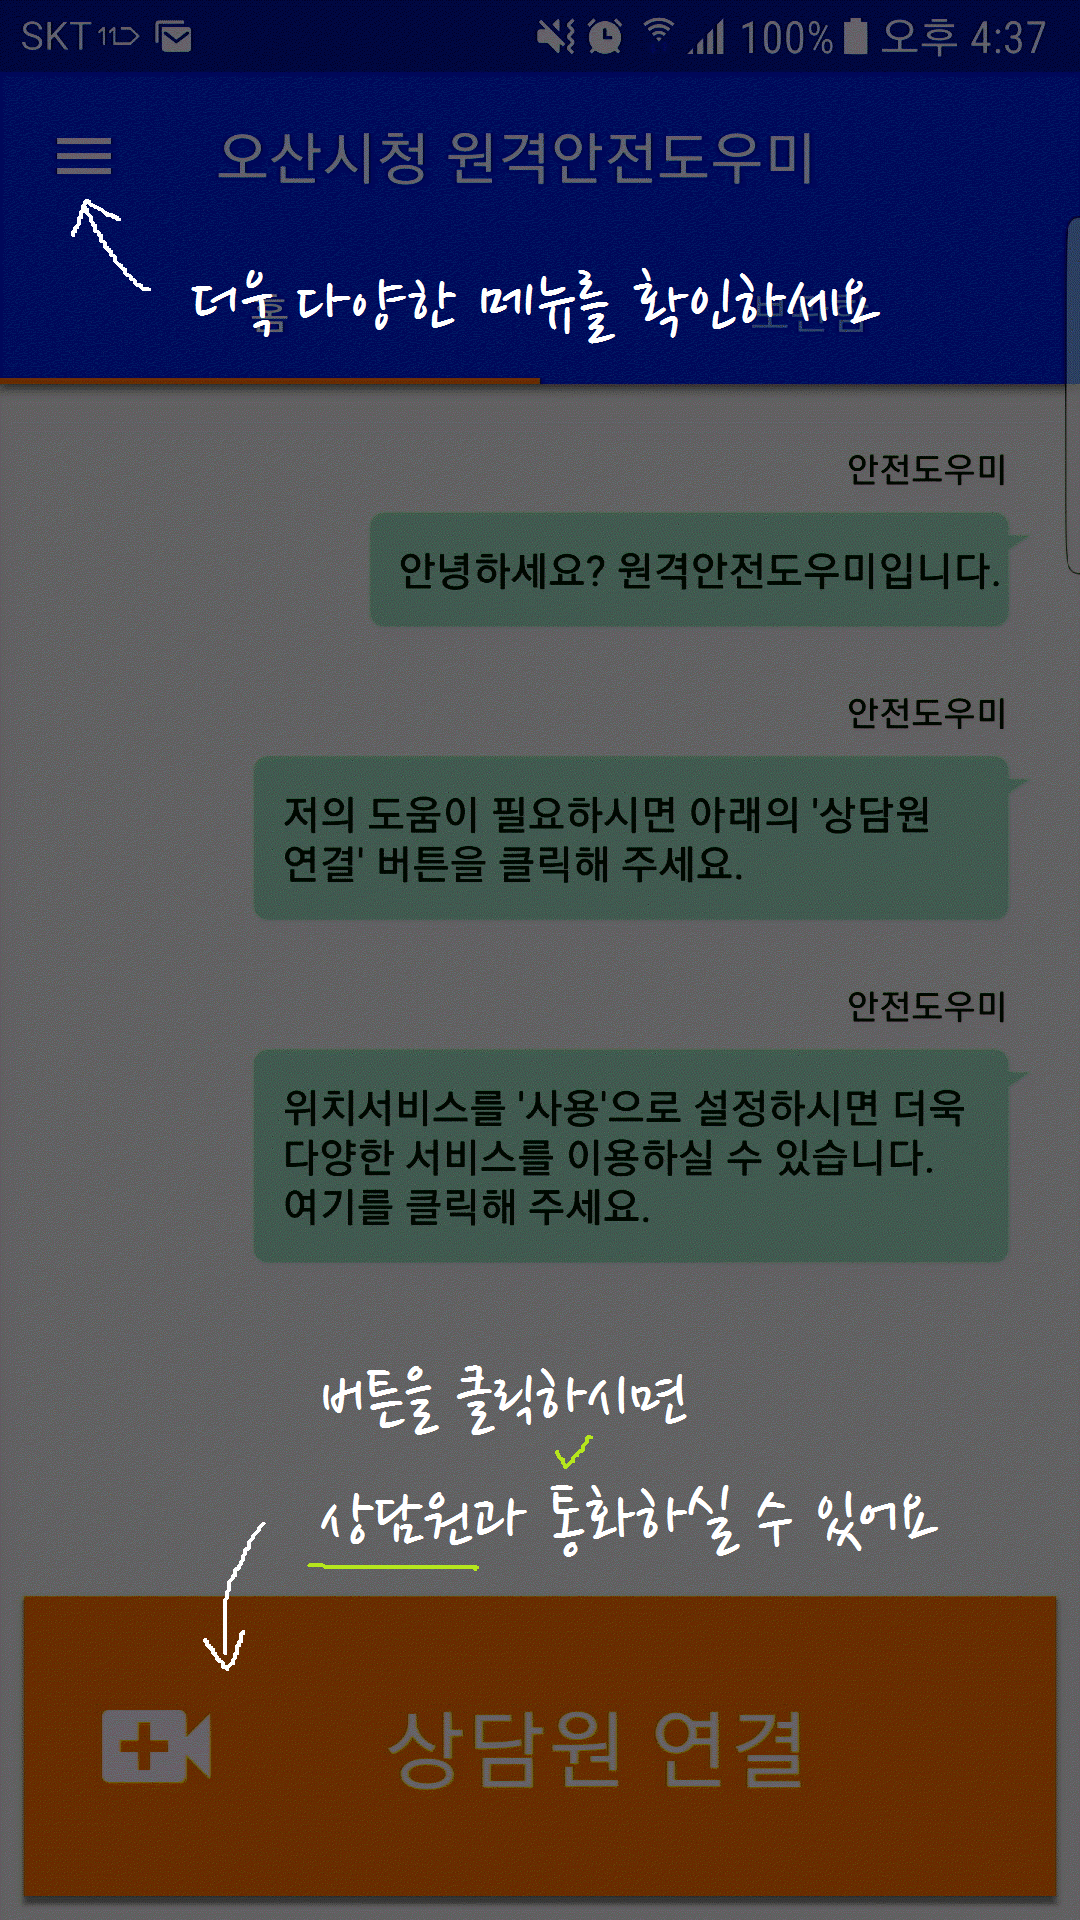 SKT 11
100% 오후 4:37
오산시청 원격안전도우미
더욱 다양한 메뉴를 확인하세요
홈
안전도우미
안녕하세요? 원격안전도우미입니다.
안전도우미
저의 도움이 필요하시면 아래의 '상담원
연결' 버튼을 클릭해 주세요.
안전도우미
위치서비스를 '사용'으로 설정하시면 더욱
다양한 서비스를 이용하실 수 있습니다.
여기를 클릭해 주세요.
버튼을 클릭하시면
상담원과 통화하실 수 있어요
상담원 연결